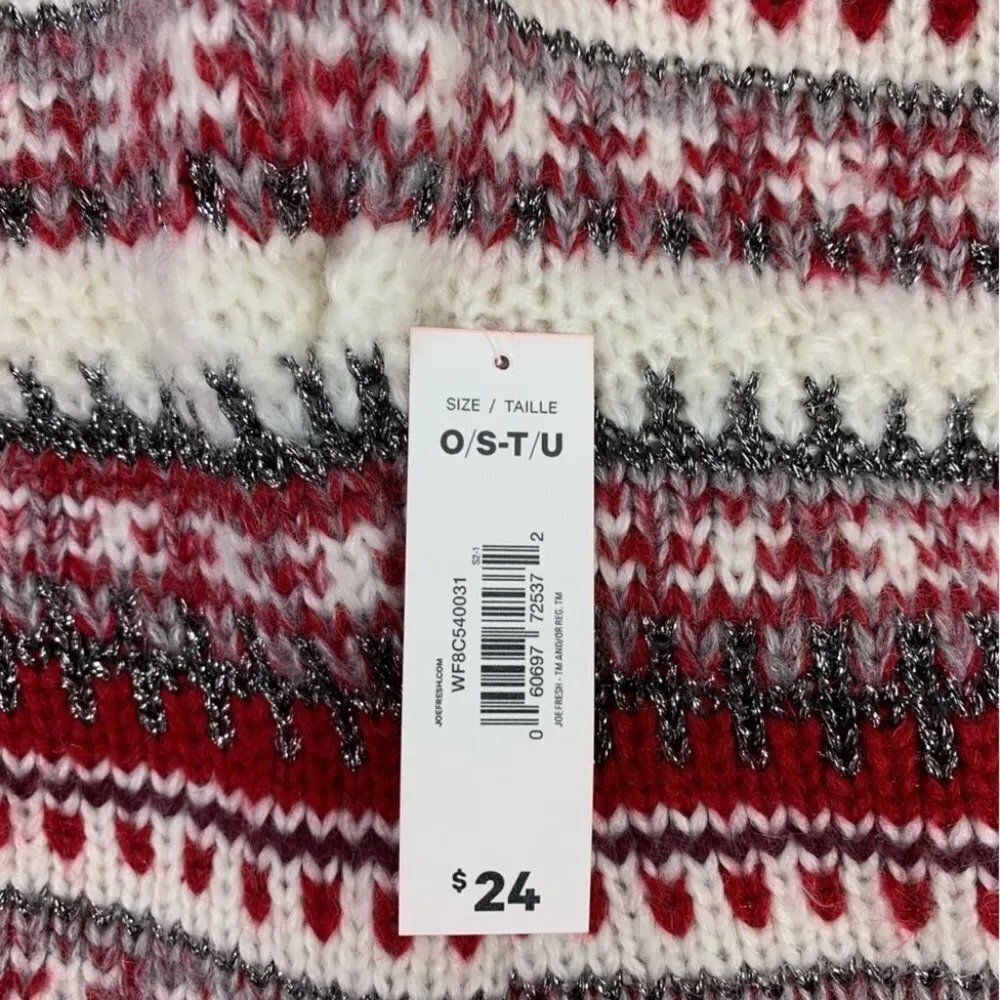 SIZE / TAILLE
O/S-T/U
JOEFRESH.COM
WF8C540031
S2-1
0 60697 72537 2
JOE FRESH - TM AND/OR REG. TM
$24